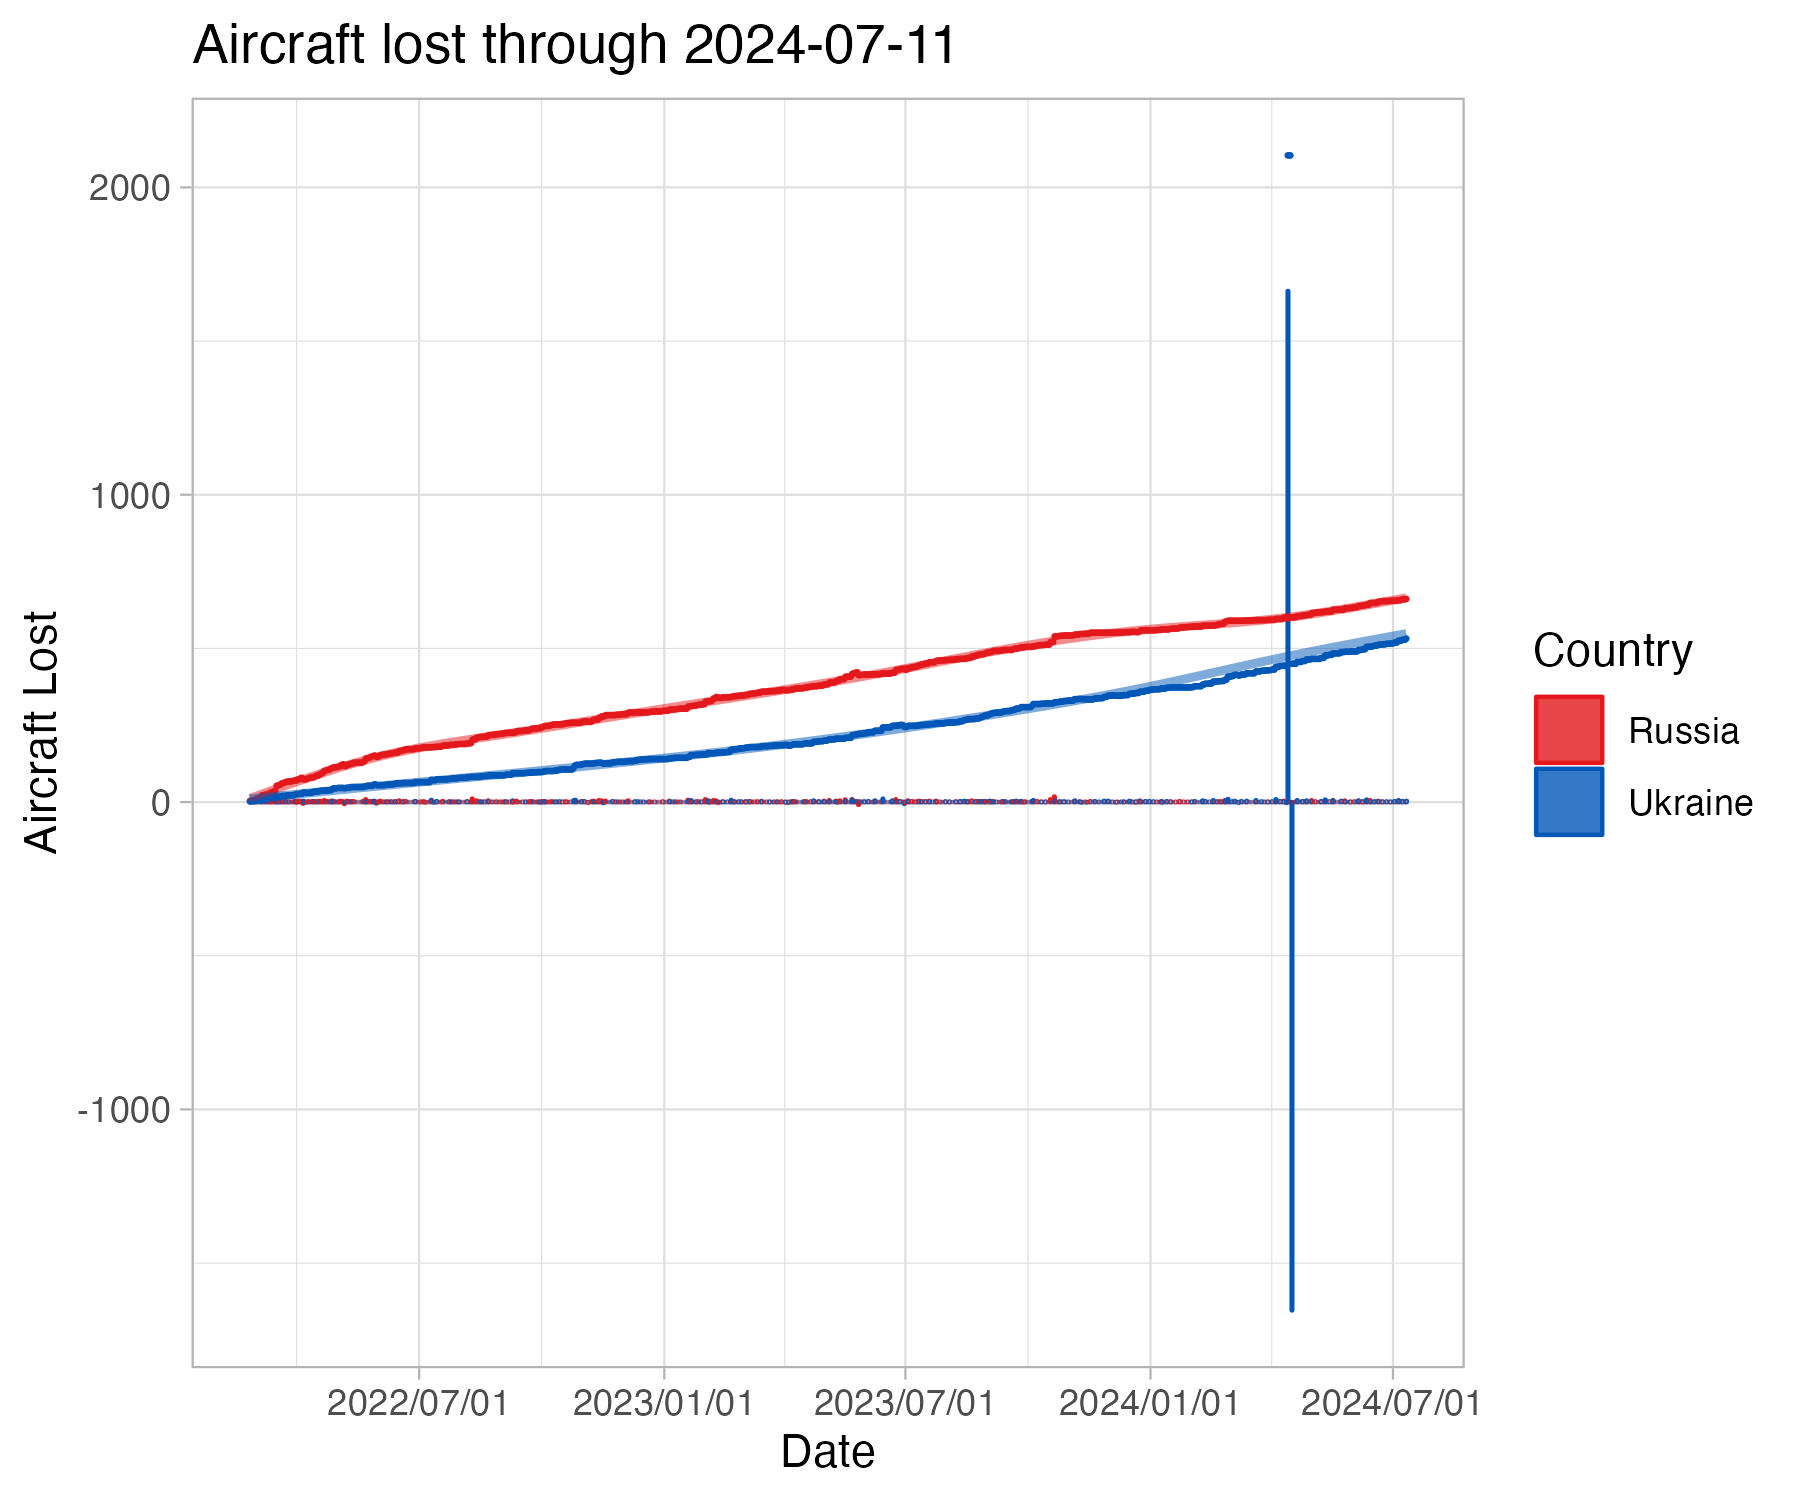 Aircraft lost through 2024-07-11
Aircraft Lost
2000
1000
0
-1000
2022/07/01
2023/01/01
2023/07/01
2024/01/01
2024/07/01
Date
Country
Russia
Ukraine